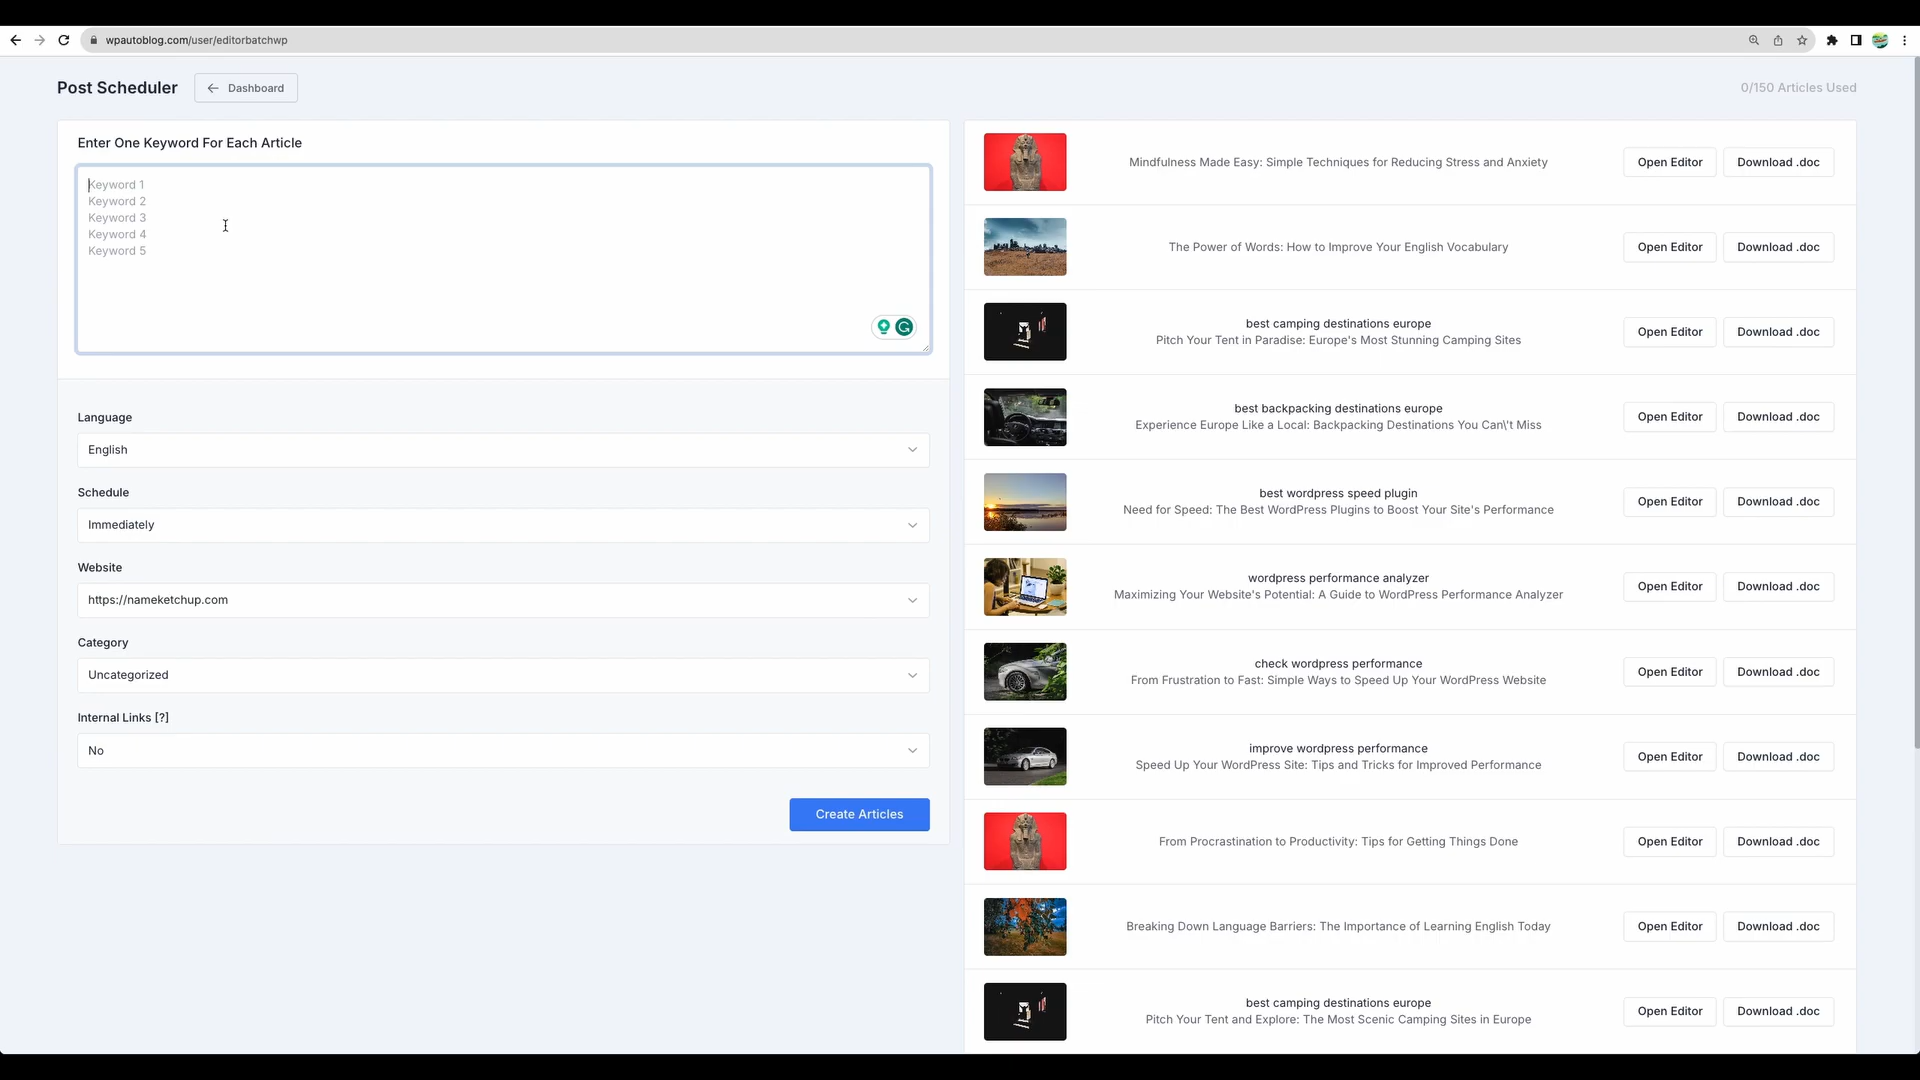 wpautoblog.com/user/editorbatchwp
Post Scheduler
Dashboard
0/150 Articles Used
Enter One Keyword For Each Article
Keyword 1
Keyword 2
Keyword 3
Keyword 4
Keyword 5
Language
English
Schedule
Immediately
Website
https://nameketchup.com
Category
Uncategorized
Internal Links [?]
No
Create Articles
Mindfulness Made Easy: Simple Techniques for Reducing Stress and Anxiety
Open Editor
Download .doc
The Power of Words: How to Improve Your English Vocabulary
Open Editor
Download .doc
best camping destinations europe
Pitch Your Tent in Paradise: Europe's Most Stunning Camping Sites
Open Editor
Download .doc
best backpacking destinations europe
Experience Europe Like a Local: Backpacking Destinations You Can\'t Miss
Open Editor
Download .doc
best wordpress speed plugin
Need for Speed: The Best WordPress Plugins to Boost Your Site's Performance
Open Editor
Download .doc
wordpress performance analyzer
Maximizing Your Website's Potential: A Guide to WordPress Performance Analyzer
Open Editor
Download .doc
check wordpress performance
From Frustration to Fast: Simple Ways to Speed Up Your WordPress Website
Open Editor
Download .doc
improve wordpress performance
Speed Up Your WordPress Site: Tips and Tricks for Improved Performance
Open Editor
Download .doc
From Procrastination to Productivity: Tips for Getting Things Done
Open Editor
Download .doc
Breaking Down Language Barriers: The Importance of Learning English Today
Open Editor
Download .doc
best camping destinations europe
Pitch Your Tent and Explore: The Most Scenic Camping Sites in Europe
Open Editor
Download .doc